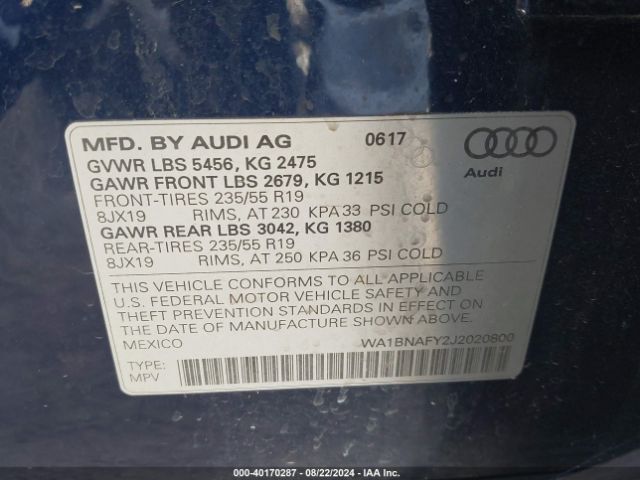 MFD. BY AUDI AG 0617
GVWR LBS 5456, KG 2475
GAWR FRONT LBS 2679, KG 1215
FRONT-TIRES 235/55 R19
8JX19 RIMS, AT 230 KPA 33 PSI COLD
GAWR REAR LBS 3042, KG 1380
REAR-TIRES 235/55 R19
8JX19 RIMS, AT 250 KPA 36 PSI COLD
Audi
THIS VEHICLE CONFORMS TO ALL APPLICABLE
U.S. FEDERAL MOTOR VEHICLE SAFETY AND
THEFT PREVENTION STANDARDS IN EFFECT ON
THE DATE OF MANUFACTURE SHOWN ABOVE.
MEXICO WA1BNAFY2J2020800
TYPE:
MPV
000-40170287 - 08/22/2024 - IAA Inc.